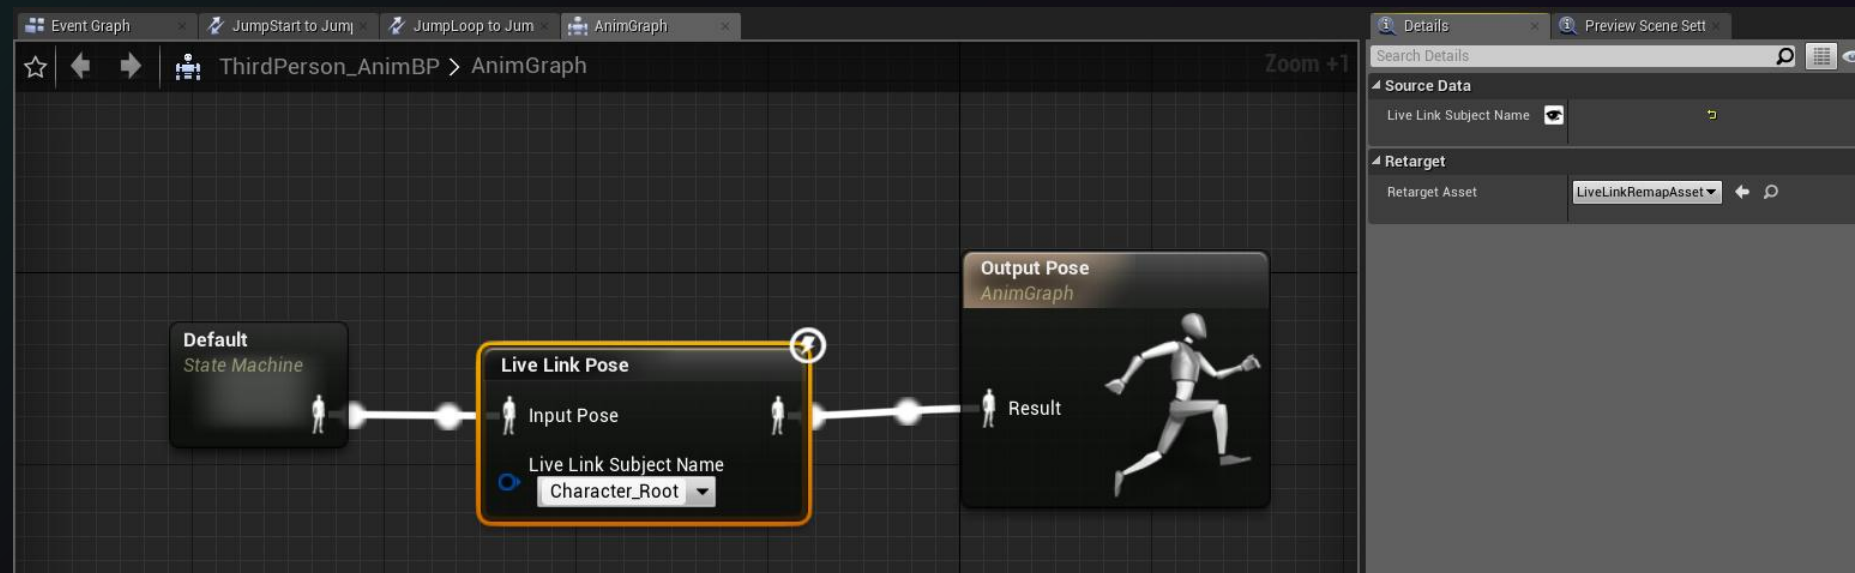 Event Graph
JumpStart to Jump
JumpLoop to Jum
AnimGraph
ThirdPerson_AnimBP > AnimGraph
Zoom +1
Default
State Machine
Live Link Pose
Input Pose
Live Link Subject Name
Character_Root
Output Pose
AnimGraph
Result
Details
Preview Scene Sett
Search Details
Source Data
Live Link Subject Name
Retarget
Retarget Asset
LiveLinkRemapAsset